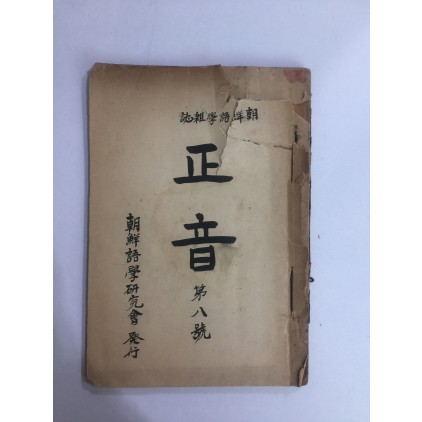 朝鮮語學雜誌
正音
第八號
朝鮮語學研究會 發行